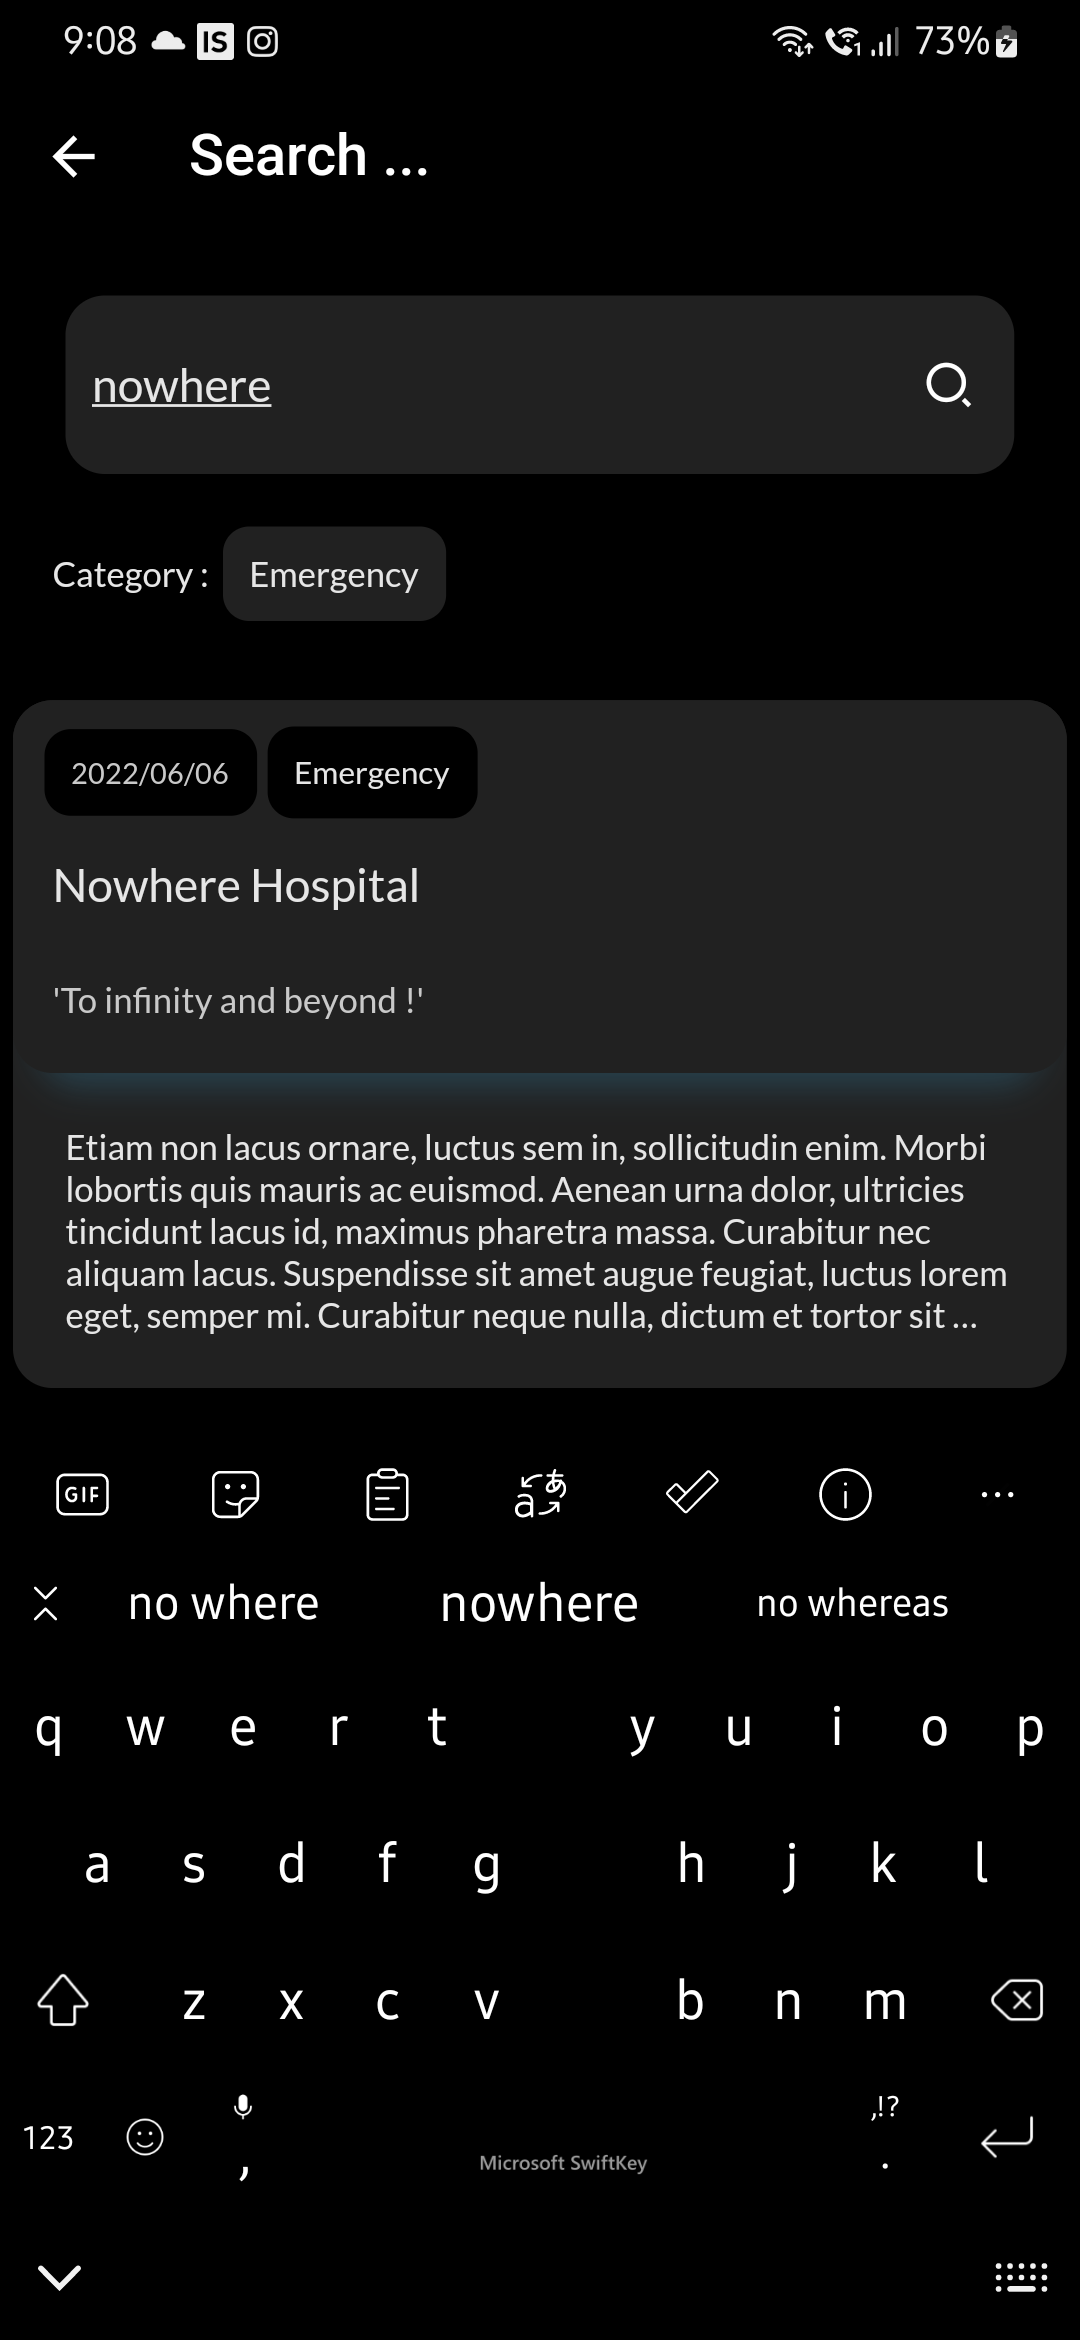 9:08 IS 1 73%
Search ...
nowhere
Category : Emergency
2022/06/06 Emergency
Nowhere Hospital
'To infinity and beyond !'
Etiam non lacus ornare, luctus sem in, sollicitudin enim. Morbi
lobortis quis mauris ac euismod. Aenean urna dolor, ultricies
tincidunt lacus id, maximus pharetra massa. Curabitur nec
aliquam lacus. Suspendisse sit amet augue feugiat, luctus lorem
eget, semper mi. Curabitur neque nulla, dictum et tortor sit ...
GIF a あ i ...
no where nowhere no whereas
q w e r t y u i o p
a s d f g h j k l
z x c v b n m
123 , Microsoft SwiftKey ,!? .